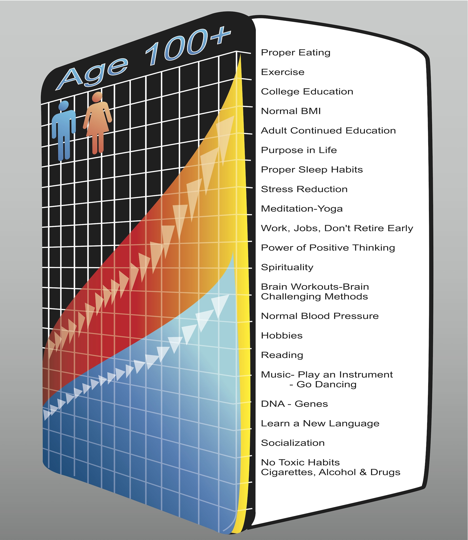 Age 100+
Proper Eating
Exercise
College Education
Normal BMI
Adult Continued Education
Purpose in Life
Proper Sleep Habits
Stress Reduction
Meditation-Yoga
Work, Jobs, Don't Retire Early
Power of Positive Thinking
Spirituality
Brain Workouts-Brain
Challenging Methods
Normal Blood Pressure
Hobbies
Reading
Music- Play an Instrument
- Go Dancing
DNA - Genes
Learn a New Language
Socialization
No Toxic Habits
Cigarettes, Alcohol & Drugs